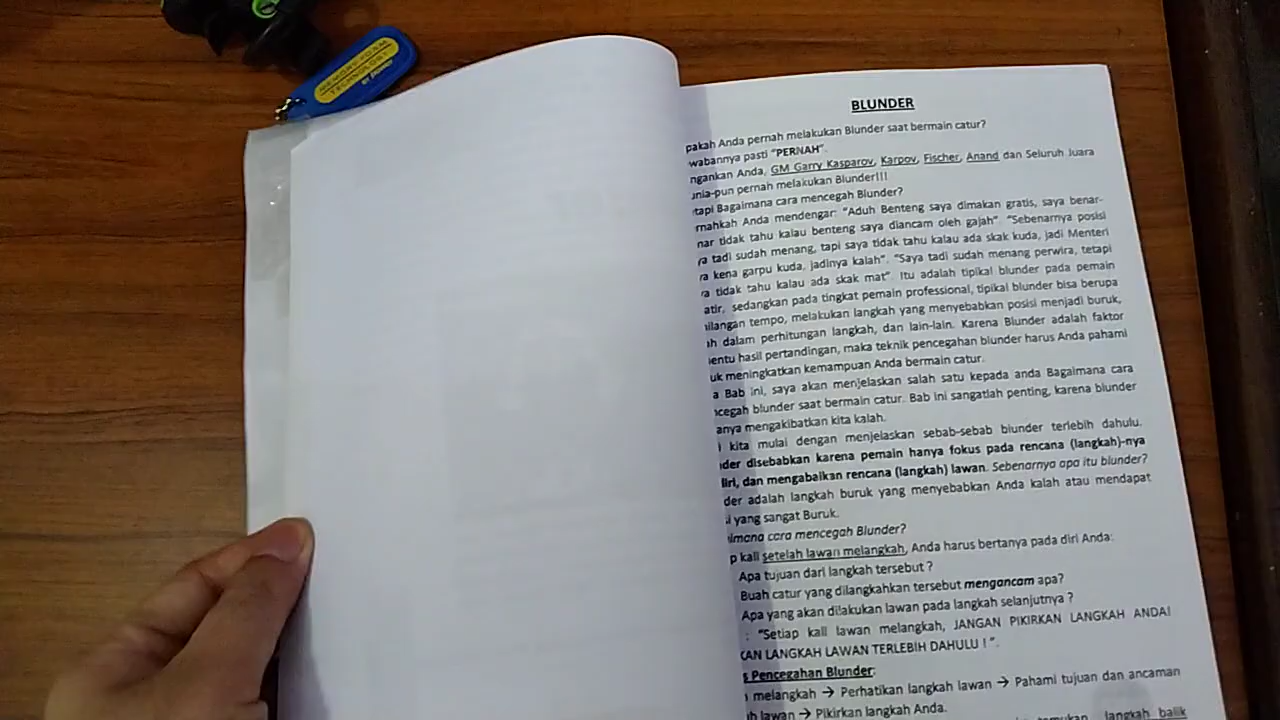 MEMORY FOAM
TECHNOLOGY
BLUNDER
pakah Anda pernah melakukan Blunder saat bermain catur?
wabannya pasti "PERNAH".
ngankan Anda, GM Garry Kasparov, Karpov, Fischer, Anand dan Seluruh Juara
unia-pun pernah melakukan Blunder!!!
tapi Bagaimana cara mencegah Blunder?
rnahkah Anda mendengar: "Aduh Benteng saya dimakan gratis, saya benar-
nar tidak tahu kalau benteng saya diancam oleh gajah". "Sebenarnya posisi
ya tadi sudah menang, tapi saya tidak tahu kalau ada skak kuda, jadi Menteri
ya kena garpu kuda, jadinya kalah". "Saya tadi sudah menang perwira, tetapi
ya tidak tahu kalau ada skak mat". Itu adalah tipikal blunder pada pemain
atir, sedangkan pada tingkat pemain professional, tipikal blunder bisa berupa
hilangan tempo, melakukan langkah yang menyebabkan posisi menjadi buruk,
ah dalam perhitungan langkah, dan lain-lain. Karena Blunder adalah faktor
entu hasil pertandingan, maka teknik pencegahan blunder harus Anda pahami
uk meningkatkan kemampuan Anda bermain catur.
a Bab ini, saya akan menjelaskan salah satu kepada anda Bagaimana cara
ncegah blunder saat bermain catur. Bab ini sangatlah penting, karena blunder
anya mengakibatkan kita kalah.
i kita mulai dengan menjelaskan sebab-sebab blunder terlebih dahulu.
nder disebabkan karena pemain hanya fokus pada rencana (langkah)-nya
diri, dan mengabaikan rencana (langkah) lawan. Sebenarnya apa itu blunder?
der adalah langkah buruk yang menyebabkan Anda kalah atau mendapat
si yang sangat Buruk.
aimana cara mencegah Blunder?
p kali setelah lawan melangkah, Anda harus bertanya pada diri Anda:
Apa tujuan dari langkah tersebut ?
Buah catur yang dilangkahkan tersebut mengancam apa?
Apa yang akan dilakukan lawan pada langkah selanjutnya ?
: "Setiap kali lawan melangkah, JANGAN PIKIRKAN LANGKAH ANDA!
KAN LANGKAH LAWAN TERLEBIH DAHULU ! ".
s Pencegahan Blunder:
n melangkah → Perhatikan langkah lawan → Pahami tujuan dan ancaman
ah lawan → Pikirkan langkah Anda.
temukan langkah balik